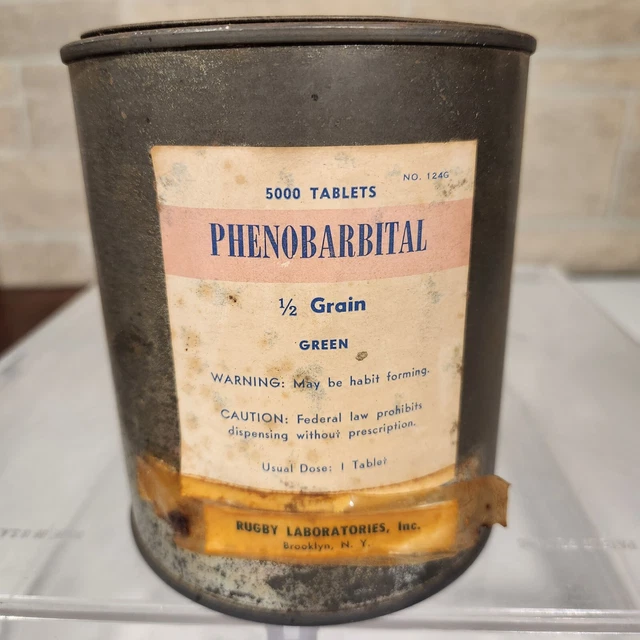 NO. 124G
5000 TABLETS
PHENOBARBITAL
½ Grain
GREEN
WARNING: May be habit forming.
CAUTION: Federal law prohibits
dispensing without prescription.
Usual Dose: 1 Tablet
RUGBY LABORATORIES, Inc.
Brooklyn, N. Y.